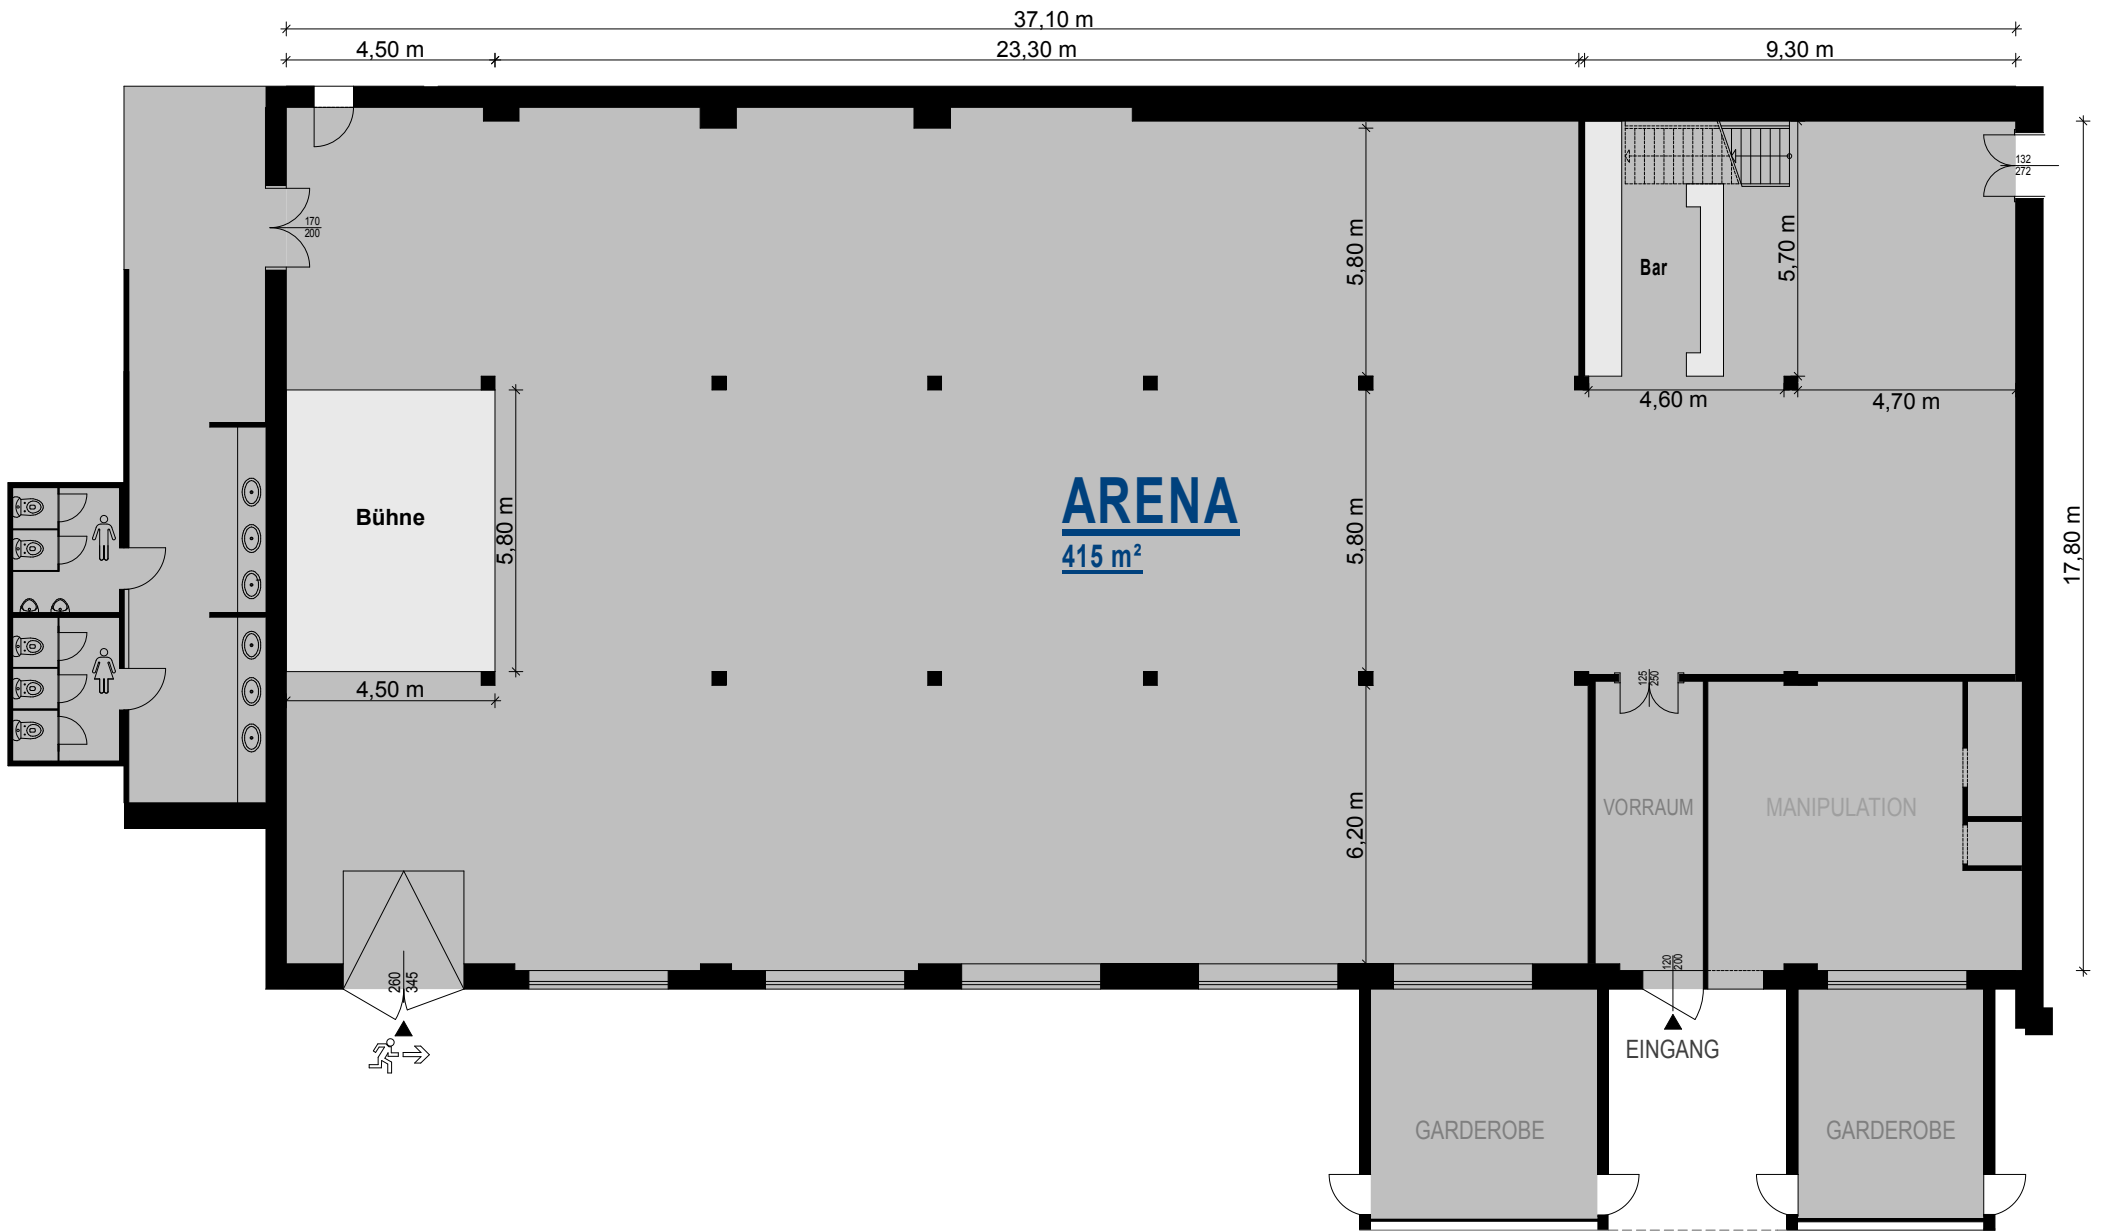 37,10 m
4,50 m
23,30 m
9,30 m
132
272
170
200
5,80 m
Bar
5,70 m
4,60 m
4,70 m
ARENA
415 m²
Bühne
5,80 m
5,80 m
17,80 m
4,50 m
125
250
6,20 m
VORRAUM
MANIPULATION
260
345
120
200
EINGANG
GARDEROBE
GARDEROBE